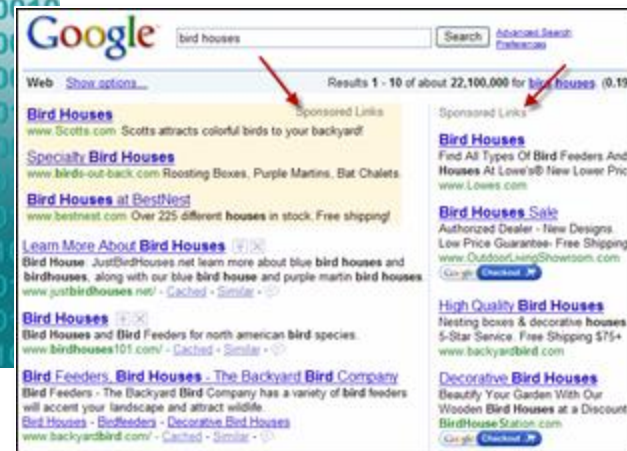 Google
bird houses
Search
Advanced Search
Preferences
Web Show options...
Results 1 - 10 of about 22,100,000 for bird houses. (0.19
Sponsored Links
Bird Houses
www.Scotts.com Scotts attracts colorful birds to your backyard!
Specialty Bird Houses
www.birds-out-back.com Roosting Boxes, Purple Martins, Bat Chalets.
Bird Houses at BestNest
www.bestnest.com Over 225 different houses in stock. Free shipping!
Learn More About Bird Houses
Bird House. JustBirdHouses.net learn more about blue bird houses and
birdhouses, along with our blue bird house and purple martin bird houses.
www.justbirdhouses.net/ - Cached - Similar -
Bird Houses
Bird Houses and Bird Feeders for north american bird species.
www.birdhouses101.com/ - Cached - Similar -
Bird Feeders, Bird Houses - The Backyard Bird Company
Bird Feeders - The Backyard Bird Company has a variety of bird feeders
will accent your landscape and attract wildlife.
Bird Houses - Birdfeeders - Decorative Bird Houses
www.backyardbird.com/ - Cached - Similar -
Sponsored Links
Bird Houses
Find All Types Of Bird Feeders And
Houses At Lowe's® New Lower Pric
www.Lowes.com
Bird Houses Sale
Authorized Dealer - New Designs.
Low Price Guarantee- Free Shipping
www.OutdoorLivingShowroom.com
Google Checkout
High Quality Bird Houses
Nesting boxes & decorative houses
5-Star Service. Free Shipping $75+
www.backyardbird.com
Decorative Bird Houses
Beautify Your Garden With Our
Wooden Bird Houses at a Discount
BirdHouseStation.com
Google Checkout